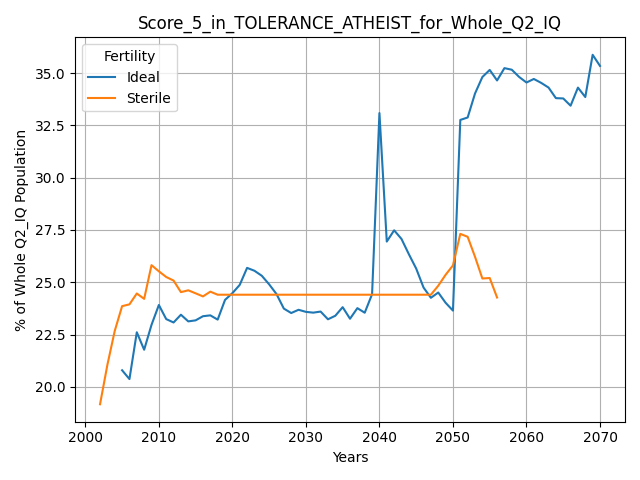 Score_5_in_TOLERANCE_ATHEIST_for_Whole_Q2_IQ
Fertility
Ideal
Sterile
% of Whole Q2_IQ Population
35.0
32.5
30.0
27.5
25.0
22.5
20.0
2000 2010 2020 2030 2040 2050 2060 2070
Years